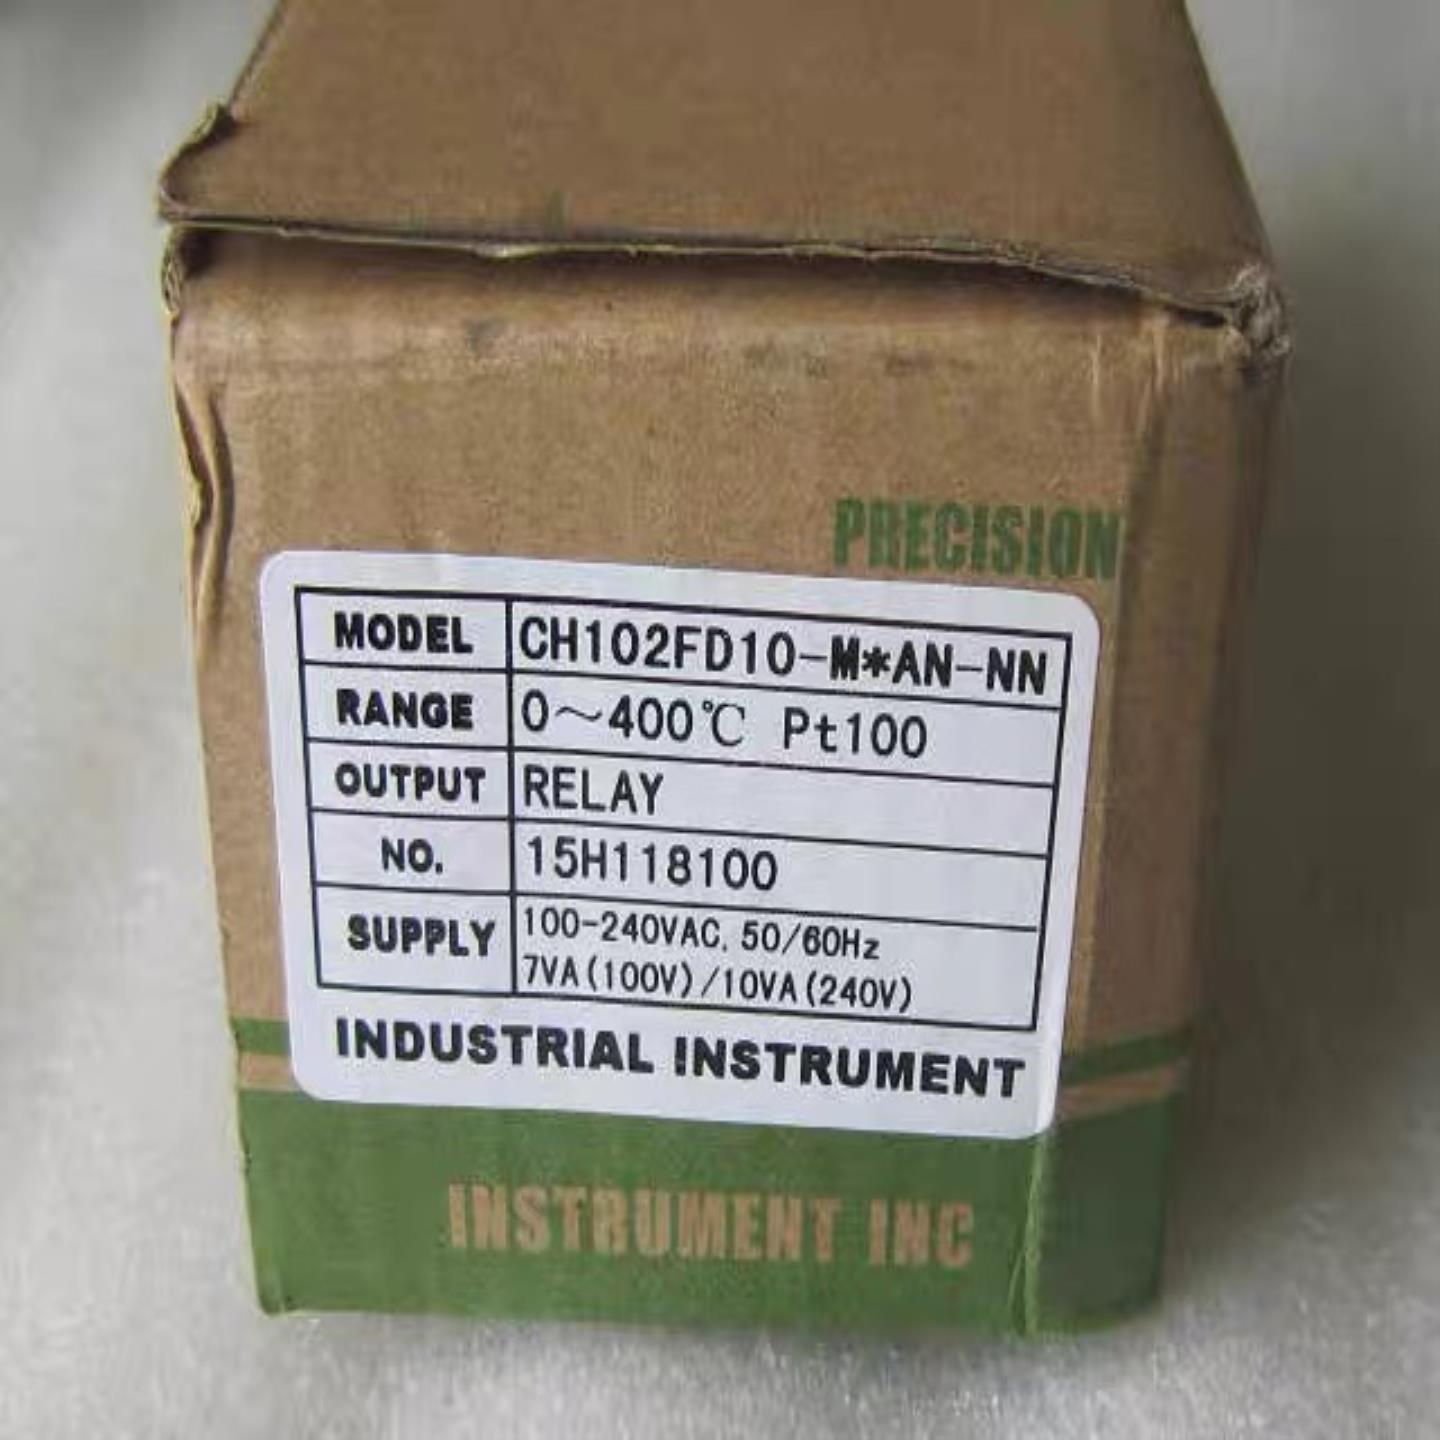 PRECISION
MODEL CH102FD10-M*AN-NN
RANGE 0～400℃ Pt100
OUTPUT RELAY
NO. 15H118100
SUPPLY 100-240VAC, 50/60Hz
7VA(100V)/10VA(240V)
INDUSTRIAL INSTRUMENT
INSTRUMENT INC